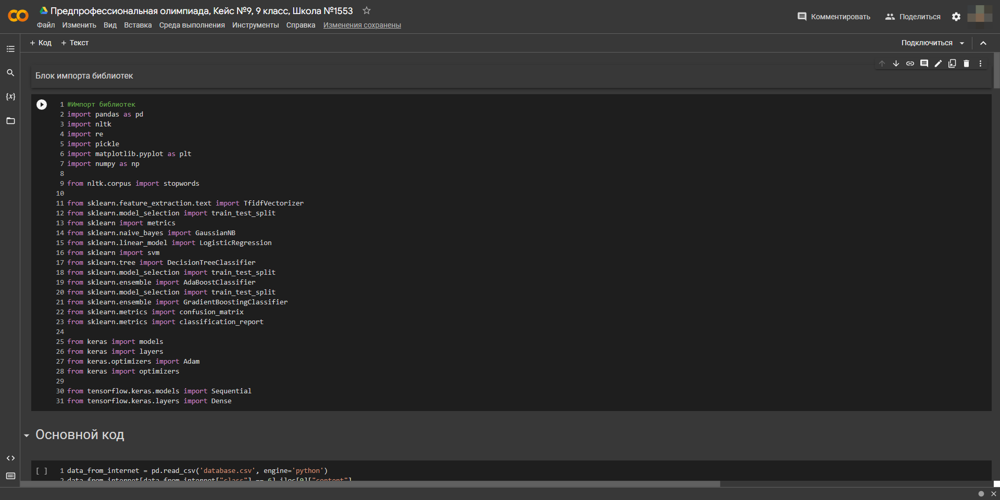 Предпрофессиональная олимпиада, Кейс №9, 9 класс, Школа №1553
Файл Изменить Вид Вставка Среда выполнения Инструменты Справка Изменения сохранены
Комментировать Поделиться
+ Код + Текст
Подключиться
Блок импорта библиотек
1 #Импорт библиотек
2 import pandas as pd
3 import nltk
4 import re
5 import pickle
6 import matplotlib.pyplot as plt
7 import numpy as np
8
9 from nltk.corpus import stopwords
10
11 from sklearn.feature_extraction.text import TfidfVectorizer
12 from sklearn.model_selection import train_test_split
13 from sklearn import metrics
14 from sklearn.naive_bayes import GaussianNB
15 from sklearn.linear_model import LogisticRegression
16 from sklearn import svm
17 from sklearn.tree import DecisionTreeClassifier
18 from sklearn.model_selection import train_test_split
19 from sklearn.ensemble import AdaBoostClassifier
20 from sklearn.model_selection import train_test_split
21 from sklearn.ensemble import GradientBoostingClassifier
22 from sklearn.metrics import confusion_matrix
23 from sklearn.metrics import classification_report
24
25 from keras import models
26 from keras import layers
27 from keras.optimizers import Adam
28 from keras import optimizers
29
30 from tensorflow.keras.models import Sequential
31 from tensorflow.keras.layers import Dense
Основной код
[ ] 1 data_from_internet = pd.read_csv('database.csv', engine='python')
2 data_from_internet[data_from_internet["class"] == 6].iloc[0]["content"]